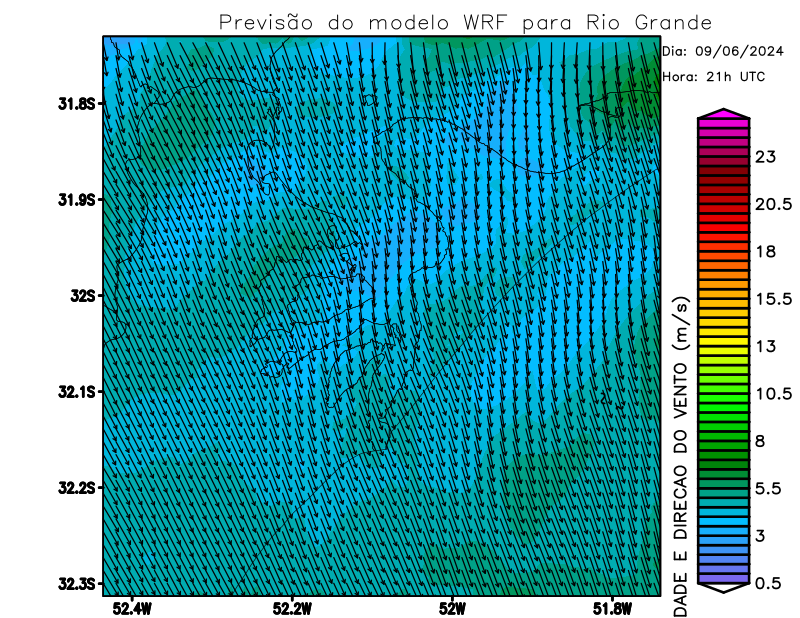 Previsão do modelo WRF para Rio Grande
Dia: 09/06/2024
Hora: 21h UTC
31.8S
31.9S
32S
32.1S
32.2S
32.3S
52.4W
52.2W
52W
51.8W
23
20.5
18
15.5
13
10.5
8
5.5
3
0.5
DADE E DIRECAO DO VENTO (m/s)